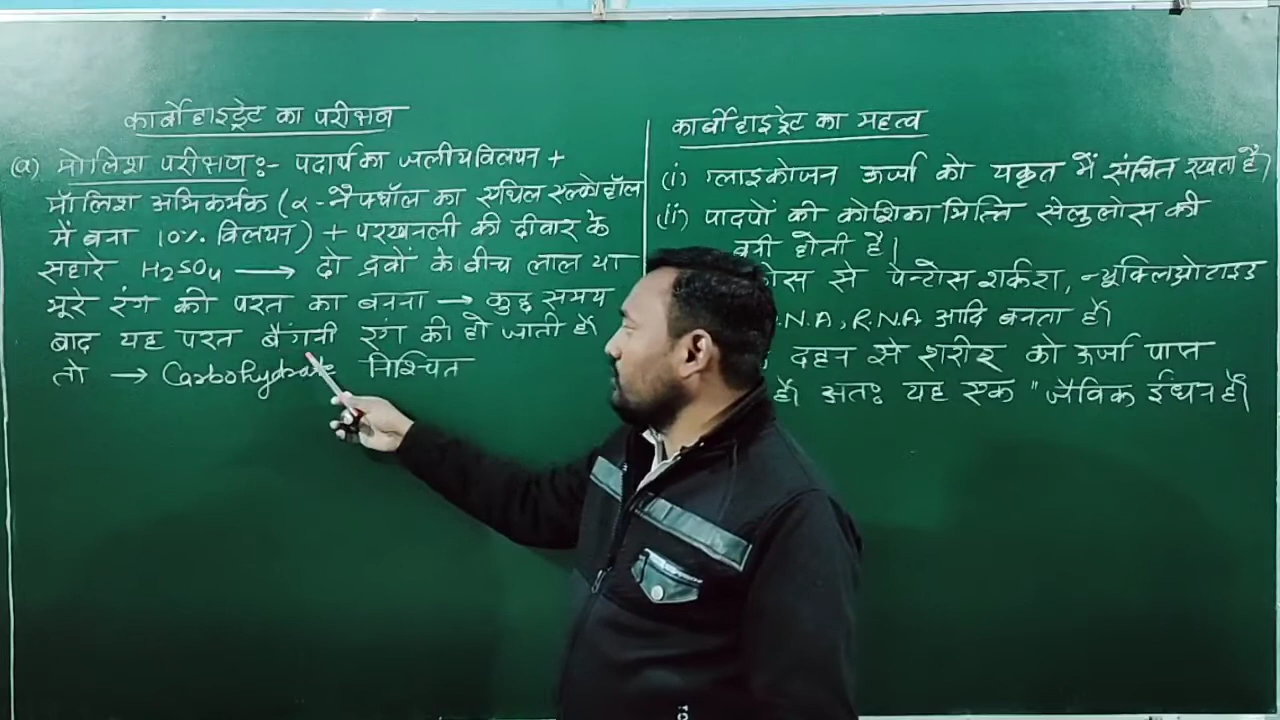 कार्बोहाइड्रेट का परीक्षण
(a) मोलिश परीक्षण:- पदार्थ का जलीय विलयन +
मॉलिश अभिकर्मक (α-नैफ्थॉल का एथिल एल्कोहॉल
में बना 10% विलयन) + परखनली की दीवार के
सहारे H2SO4 ⟶ दो द्रवों के बीच लाल या
भूरे रंग की परत का बनना → कुछ समय
बाद यह परत बैंगनी रंग की हो जाती है।
तो → Carbohydrate निश्चित
कार्बोहाइड्रेट का महत्व
(i) ग्लाइकोजन ऊर्जा को यकृत में संचित रखता है।
(ii) पादपों की कोशिका भित्ति सेलुलोस की
बनी होती है।
से पेन्टोस शर्करा, न्यूक्लिओटाइड
N.A, R.N.A आदि बनता है।
दहन से शरीर को ऊर्जा प्राप्त
है। अतः यह एक "जैविक ईंधन है।